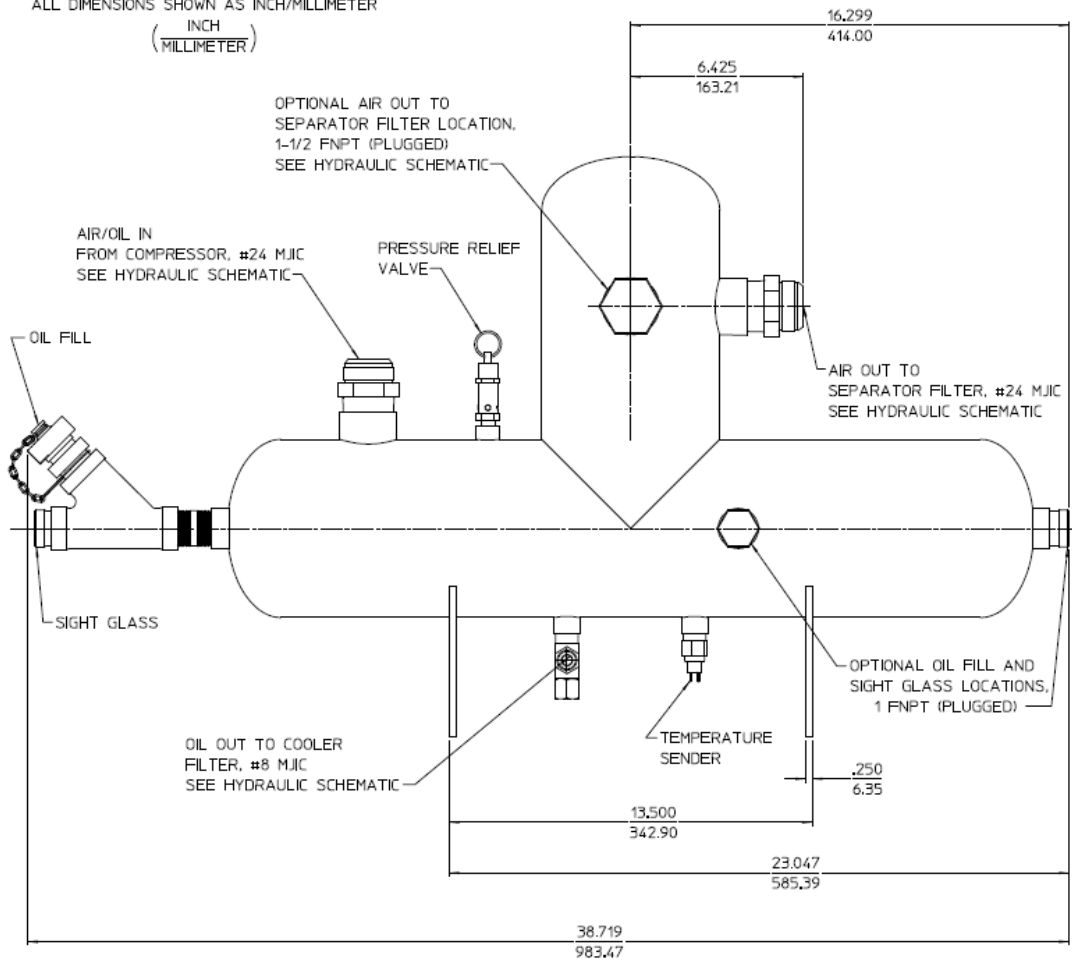 ALL DIMENSIONS SHOWN AS INCH/MILLIMETER
(INCH
MILLIMETER)
16.299
414.00
6.425
163.21
OPTIONAL AIR OUT TO
SEPARATOR FILTER LOCATION,
1-1/2 FNPT (PLUGGED)
SEE HYDRAULIC SCHEMATIC
AIR/OIL IN
FROM COMPRESSOR, #24 MJIC
SEE HYDRAULIC SCHEMATIC
PRESSURE RELIEF
VALVE
OIL FILL
AIR OUT TO
SEPARATOR FILTER, #24 MJIC
SEE HYDRAULIC SCHEMATIC
SIGHT GLASS
OPTIONAL OIL FILL AND
SIGHT GLASS LOCATIONS,
1 FNPT (PLUGGED)
OIL OUT TO COOLER
FILTER, #8 MJIC
SEE HYDRAULIC SCHEMATIC
TEMPERATURE
SENDER
.250
6.35
13.500
342.90
23.047
585.39
38.719
983.47